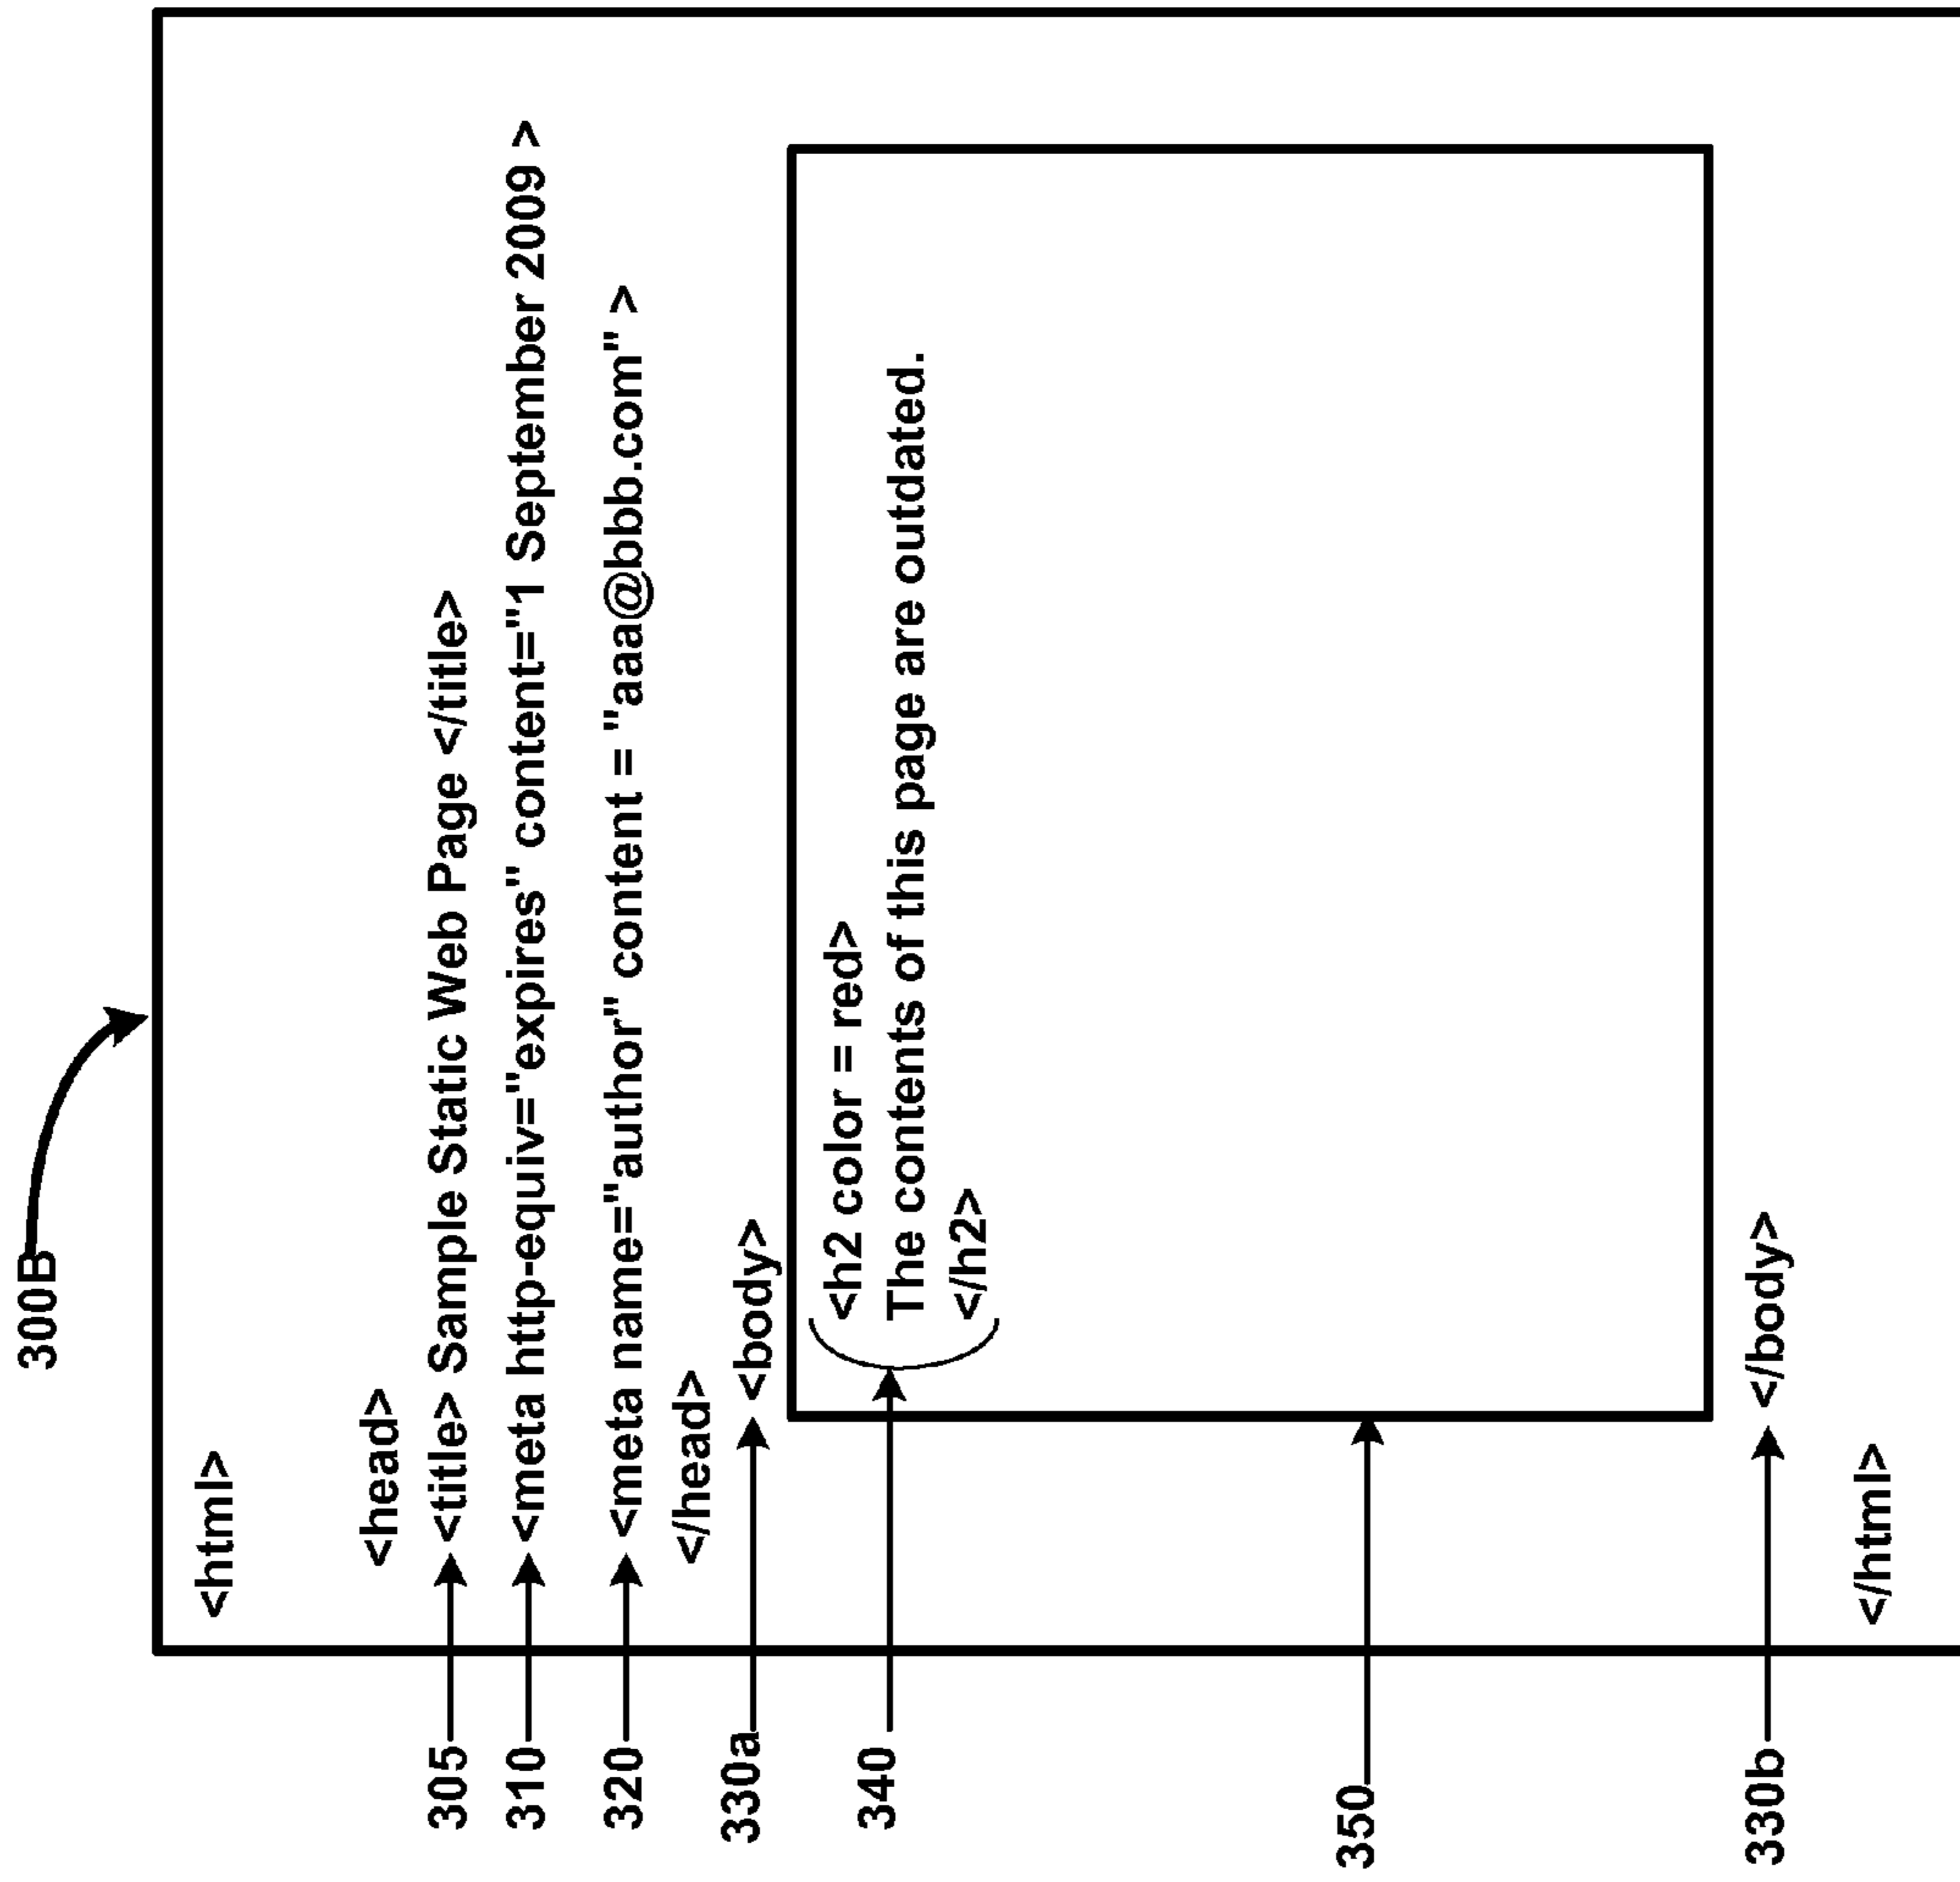 300B
<html>
<head>
305 <title> Sample Static Web Page </title>
310 <meta http-equiv="expires" content="1 September 2009 >
320 <meta name="author" content = "aaa@bbb.com" >
</head>
330a <body>
<h2 color = red>
340 The contents of this page are outdated.
</h2>
350
330b </body>
</html>